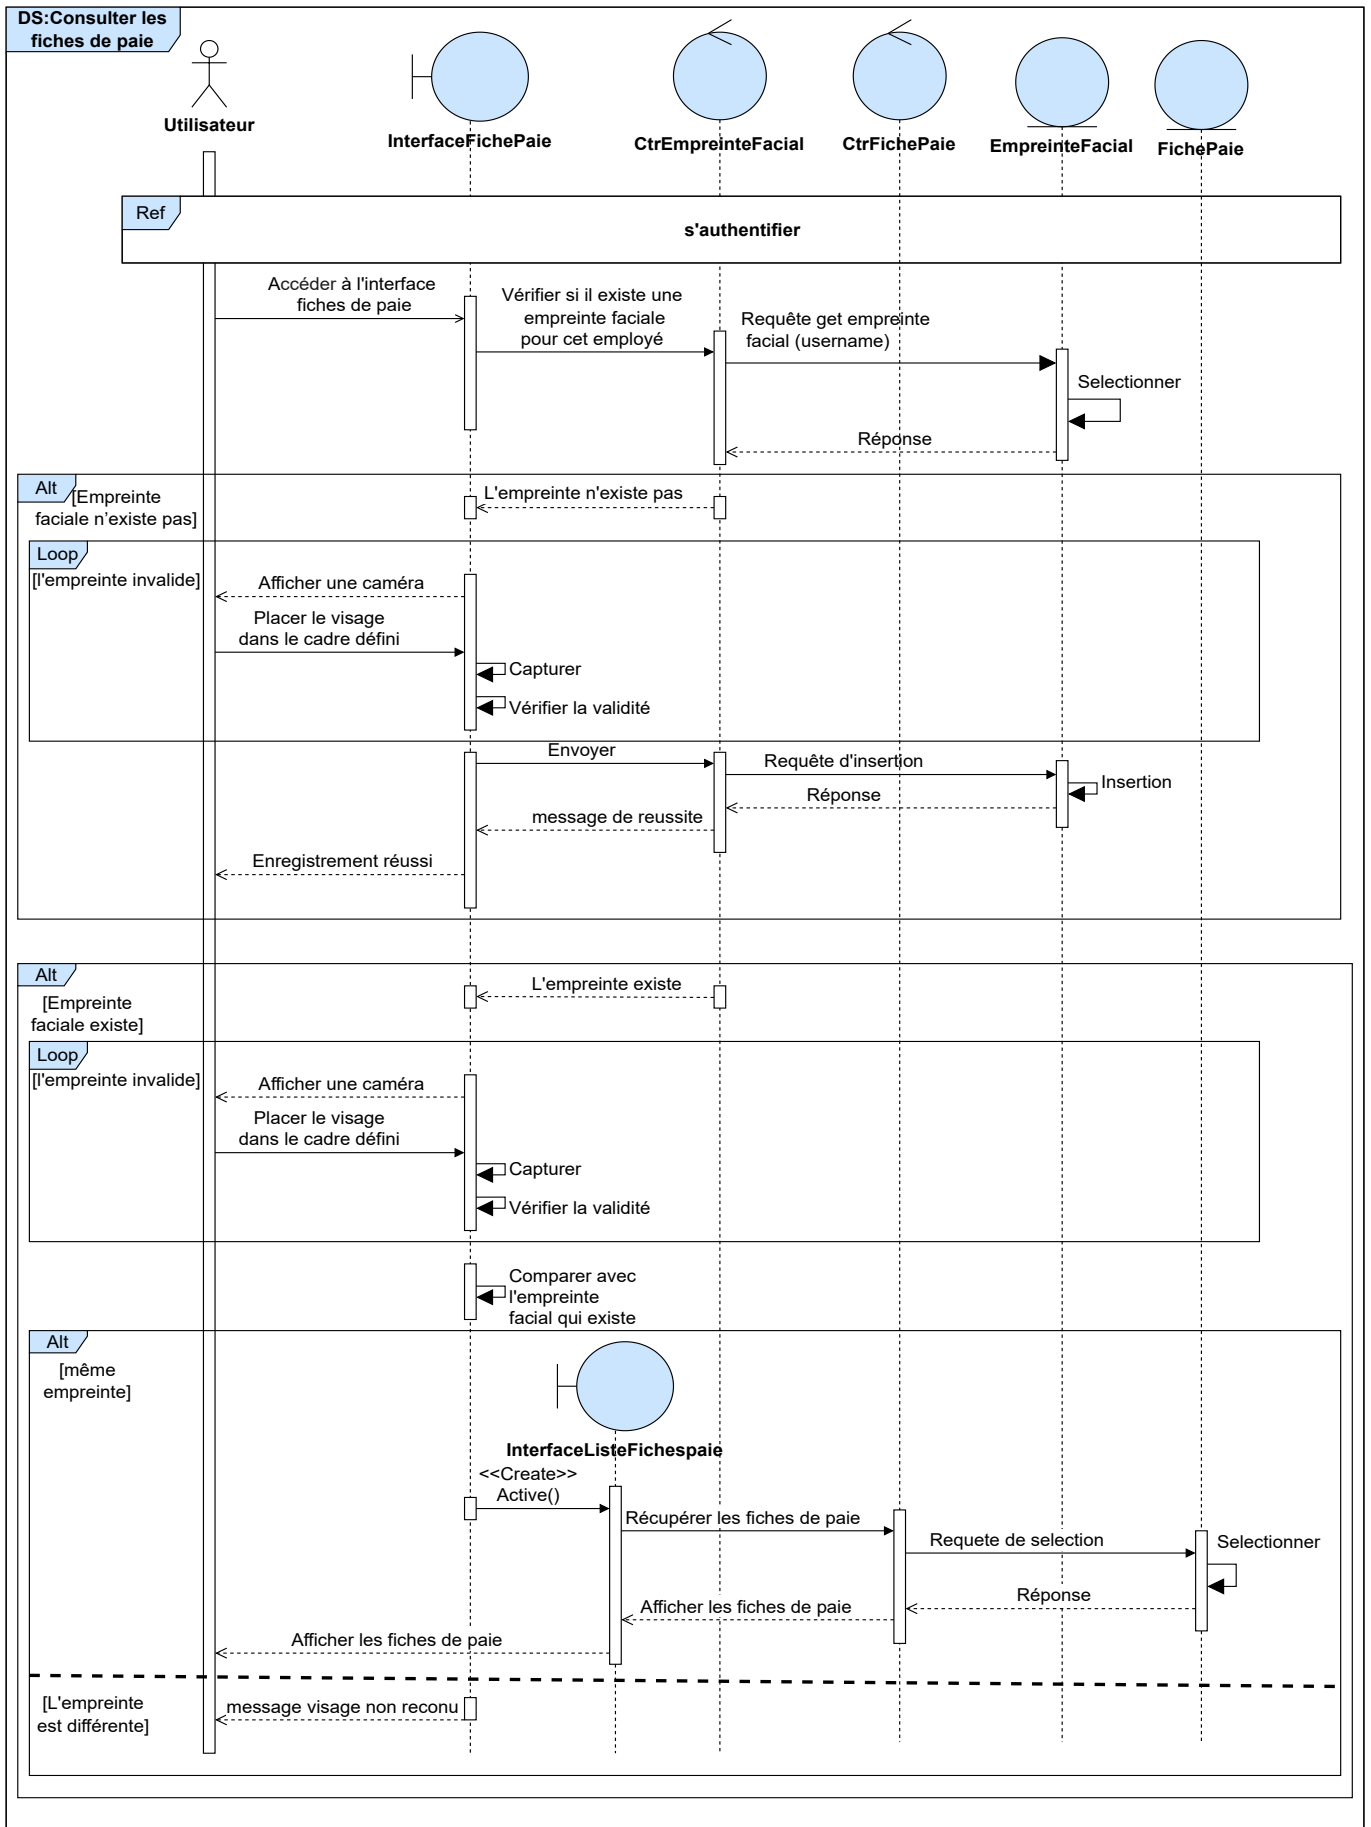 DS:Consulter les
fiches de paie
Utilisateur
InterfaceFichePaie
CtrEmpreinteFacial
CtrFichePaie
EmpreinteFacial
FichePaie
Ref
s'authentifier
Accéder à l'interface
fiches de paie
Vérifier si il existe une
empreinte faciale
pour cet employé
Requête get empreinte
facial (username)
Selectionner
Réponse
Alt
[Empreinte
faciale n'existe pas]
L'empreinte n'existe pas
Loop
[l'empreinte invalide]
Afficher une caméra
Placer le visage
dans le cadre défini
Capturer
Vérifier la validité
Envoyer
Requête d'insertion
Insertion
Réponse
message de reussite
Enregistrement réussi
Alt
[Empreinte
faciale existe]
L'empreinte existe
Loop
[l'empreinte invalide]
Afficher une caméra
Placer le visage
dans le cadre défini
Capturer
Vérifier la validité
Comparer avec
l'empreinte
facial qui existe
Alt
[même
empreinte]
InterfaceListeFichespaie
<<Create>>
Active()
Récupérer les fiches de paie
Requete de selection
Selectionner
Réponse
Afficher les fiches de paie
Afficher les fiches de paie
[L'empreinte
est différente]
message visage non reconu